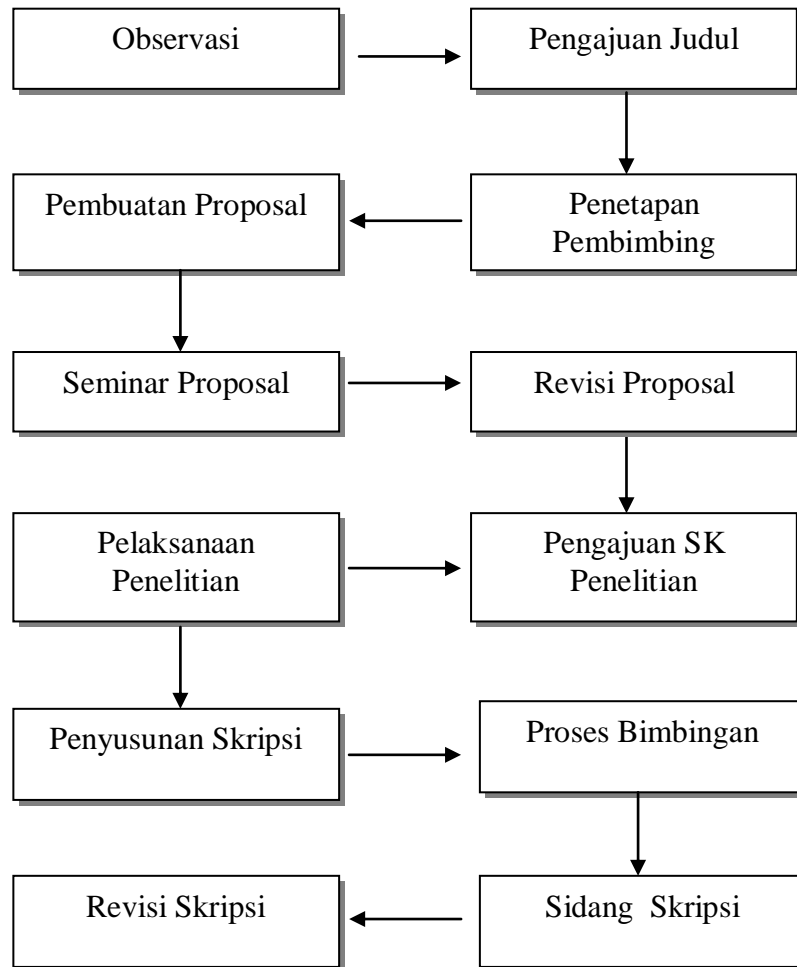 Observasi
Pengajuan Judul
Pembuatan Proposal
Penetapan
Pembimbing
Seminar Proposal
Revisi Proposal
Pelaksanaan
Penelitian
Pengajuan SK
Penelitian
Penyusunan Skripsi
Proses Bimbingan
Revisi Skripsi
Sidang Skripsi